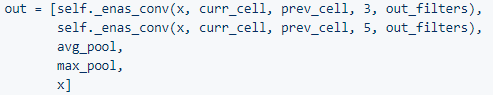 out = [self._enas_conv(x, curr_cell, prev_cell, 3, out_filters),
       self._enas_conv(x, curr_cell, prev_cell, 5, out_filters),
       avg_pool,
       max_pool,
       x]